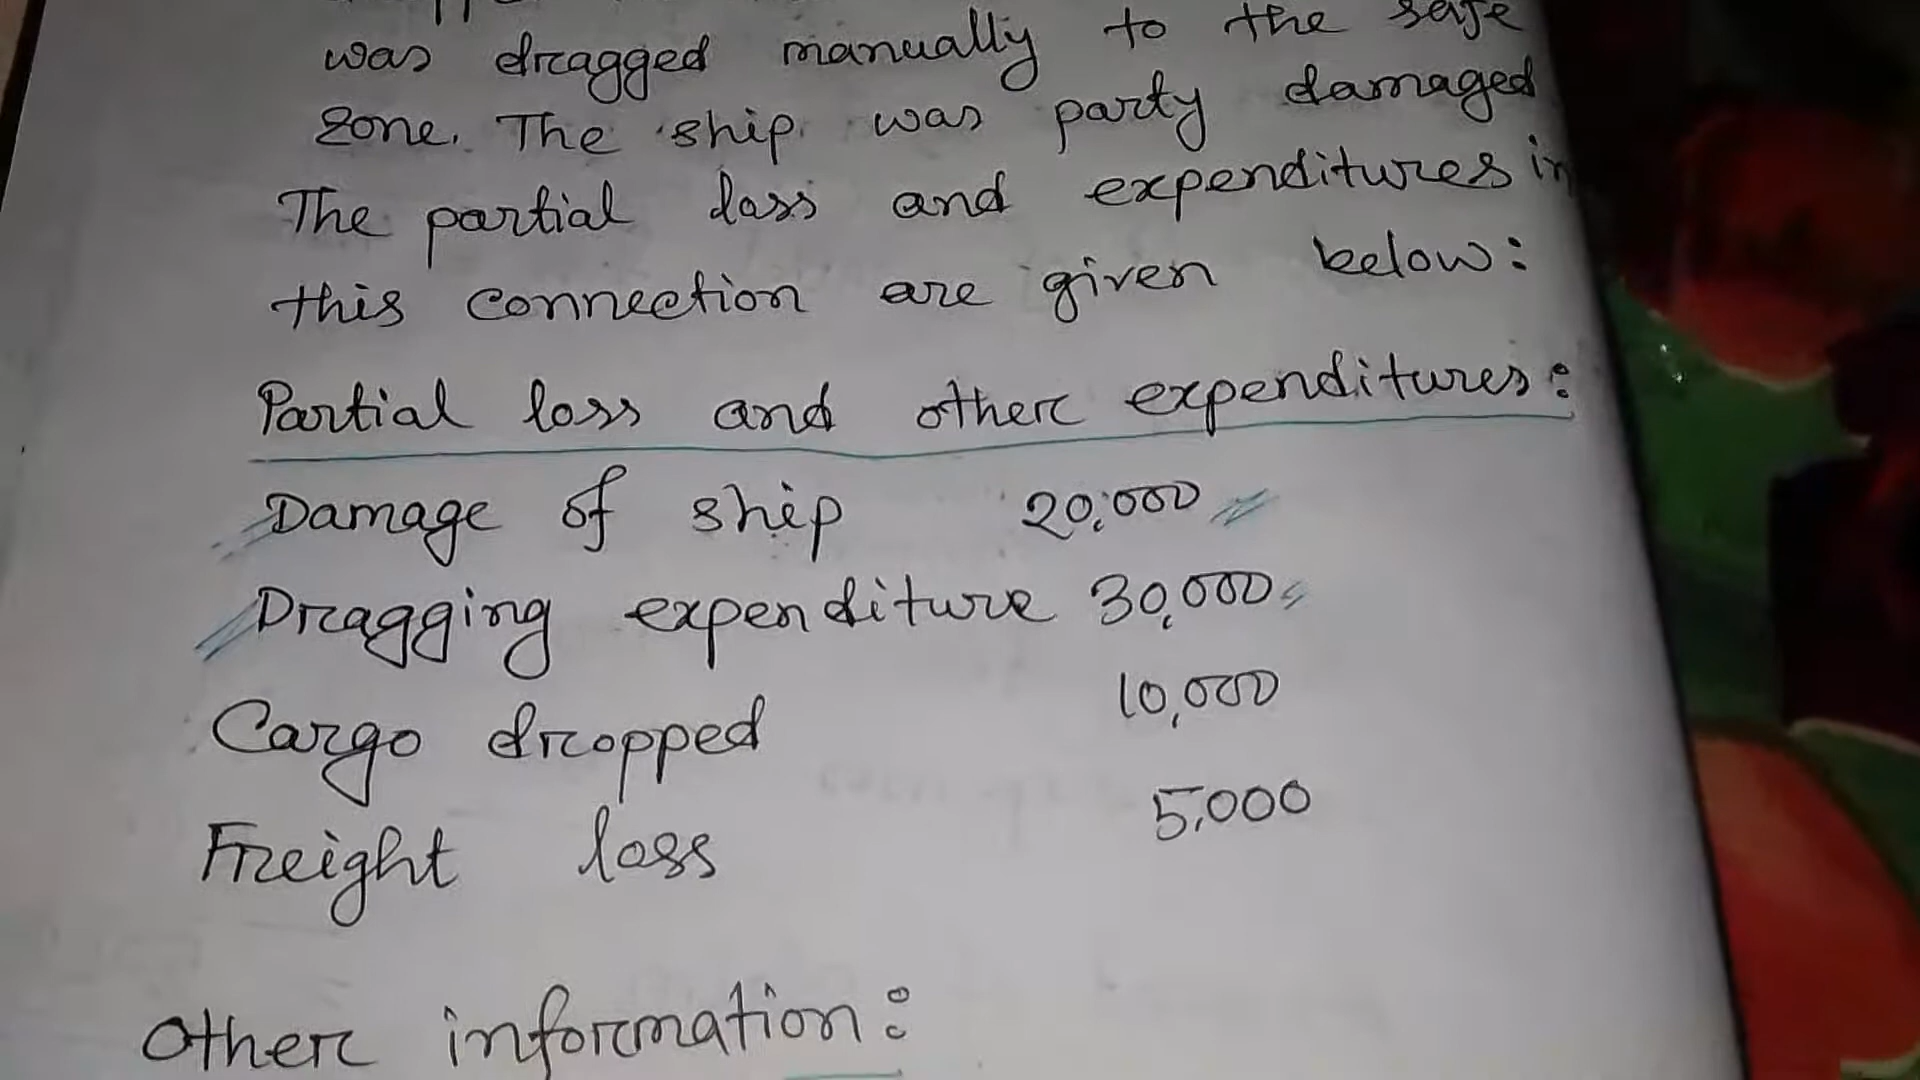 was dragged manually to the safe
zone. The ship was party damaged
The partial loss and expenditures in
this connection are given below:
Partial loss and other expenditures:
Damage of ship 20,000
Dragging expenditure 30,000
Cargo dropped 10,000
Freight loss 5,000
Other information: